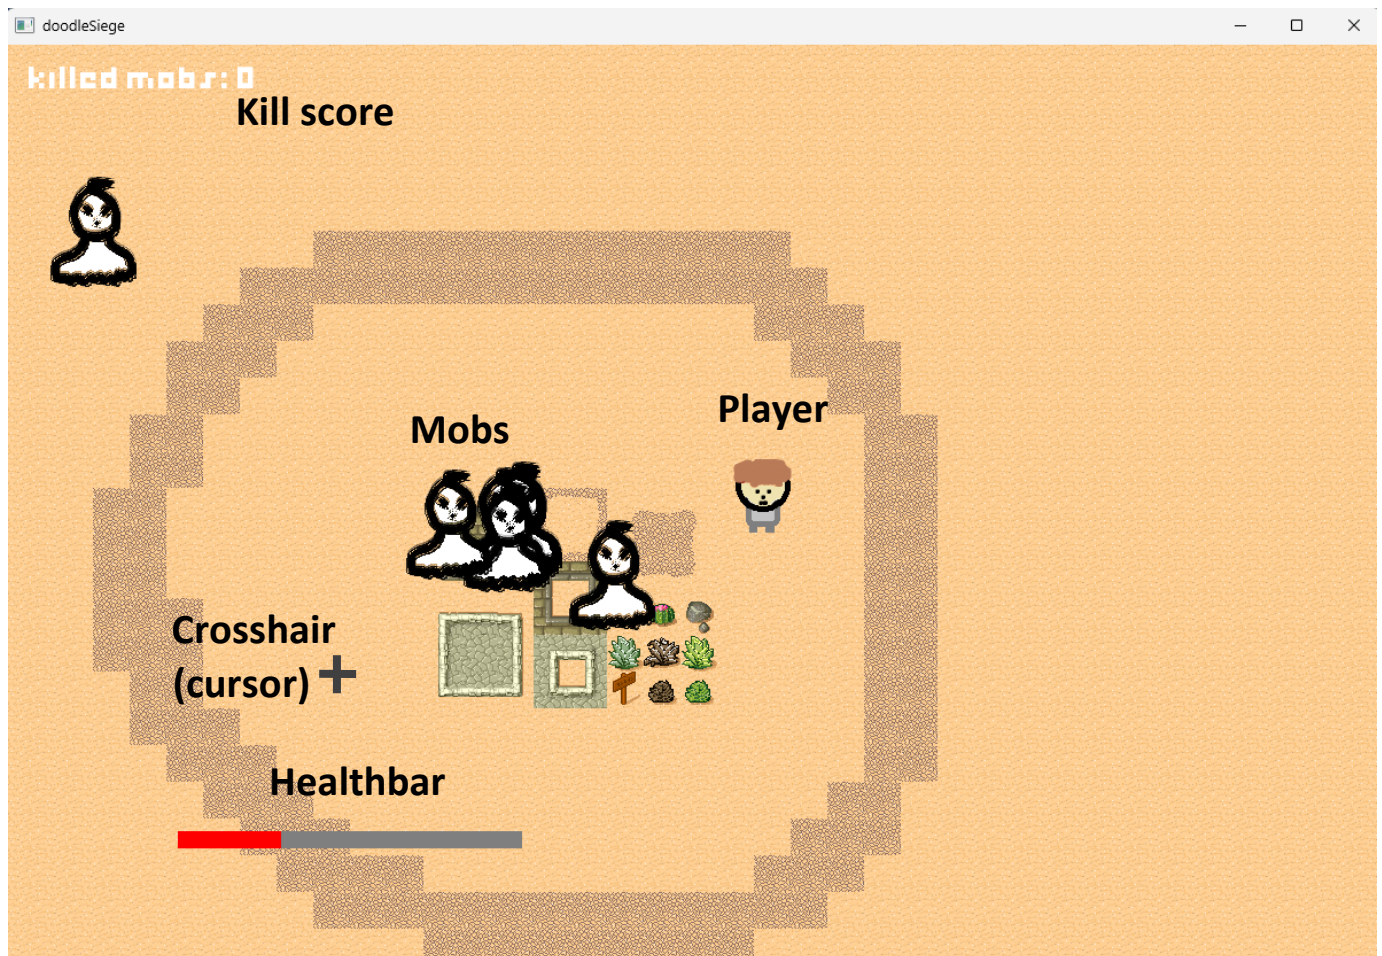 doodleSiege
killed mobs: 0
Kill score
Player
Mobs
Crosshair
(cursor)
Healthbar